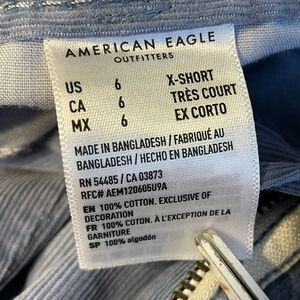 AMERICAN EAGLE
OUTFITTERS
US 6 X-SHORT
CA 6 TRÈS COURT
MX 6 EX CORTO
MADE IN BANGLADESH / FABRIQUÉ AU
BANGLADESH / HECHO EN BANGLADESH
RN 54485 / CA 03873
RFC# AEM120605U9A
EN 100% COTTON. EXCLUSIVE OF
DECORATION
FR 100% COTON. À L'EXCEPTION DE LA
GARNITURE
SP 100% algodón